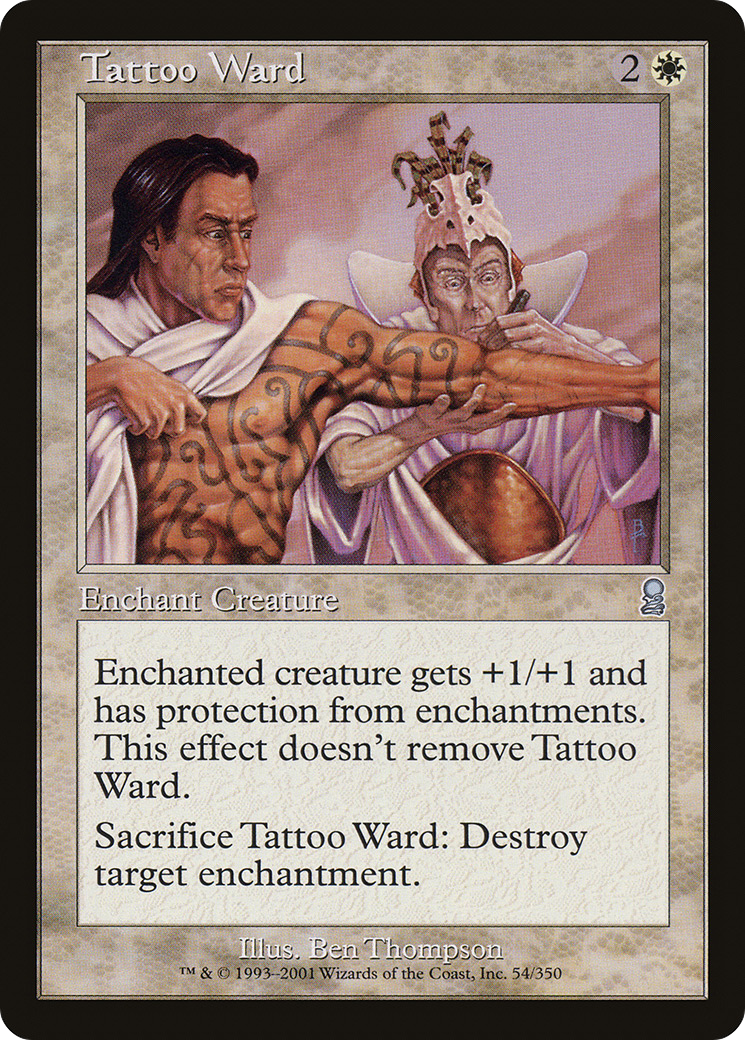 Tattoo Ward
2
Enchant Creature
Enchanted creature gets +1/+1 and
has protection from enchantments.
This effect doesn't remove Tattoo
Ward.
Sacrifice Tattoo Ward: Destroy
target enchantment.
Illus. Ben Thompson
™ & © 1993–2001 Wizards of the Coast, Inc. 54/350